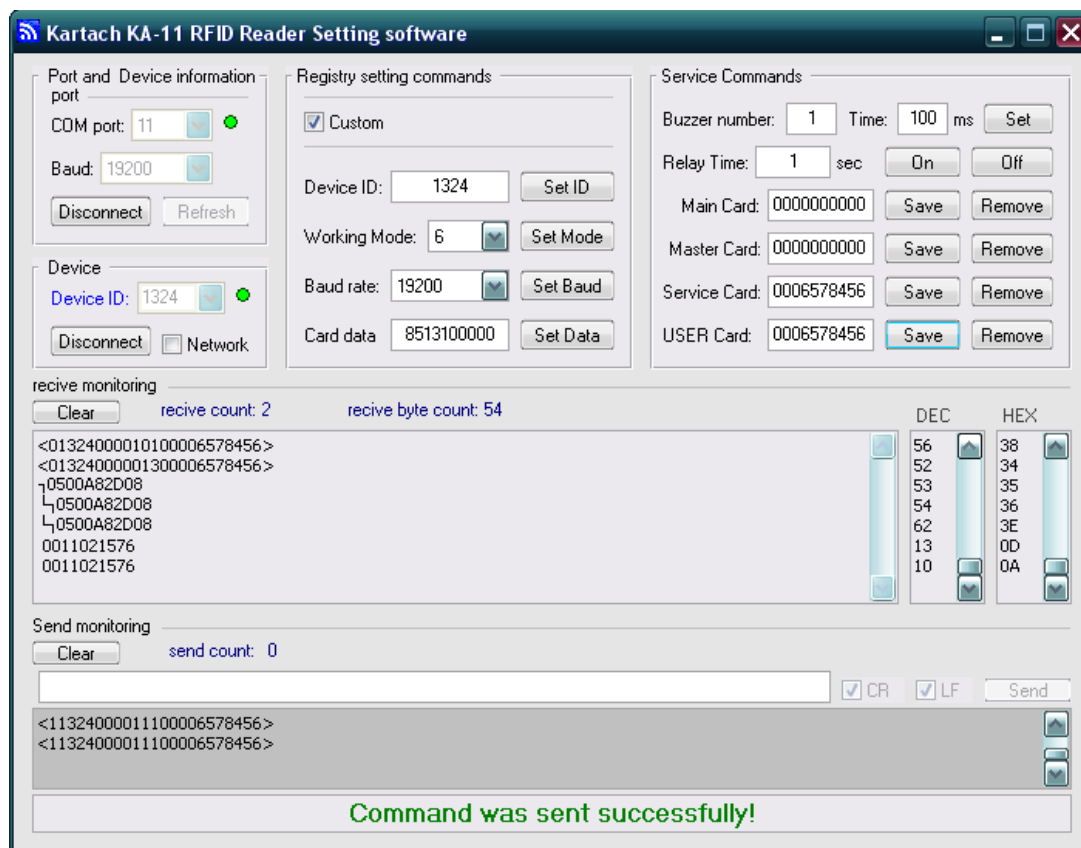 Kartach KA-11 RFID Reader Setting software
Port and Device information
port
COM port: 11
Baud: 19200
Disconnect Refresh
Device
Device ID: 1324
Disconnect Network
Registry setting commands
Custom
Device ID: 1324 Set ID
Working Mode: 6 Set Mode
Baud rate: 19200 Set Baud
Card data 8513100000 Set Data
Service Commands
Buzzer number: 1 Time: 100 ms Set
Relay Time: 1 sec On Off
Main Card: 0000000000 Save Remove
Master Card: 0000000000 Save Remove
Service Card: 0006578456 Save Remove
USER Card: 0006578456 Save Remove
recive monitoring
Clear recive count: 2 recive byte count: 54
<01324000010100006578456>
<01324000001300006578456>
┐0500A82D08
└┐0500A82D08
└┐0500A82D08
0011021576
0011021576
DEC HEX
56 38
52 34
53 35
54 36
62 3E
13 0D
10 0A
Send monitoring
Clear send count: 0
CR LF Send
<11324000011100006578456>
<11324000011100006578456>
Command was sent successfully!